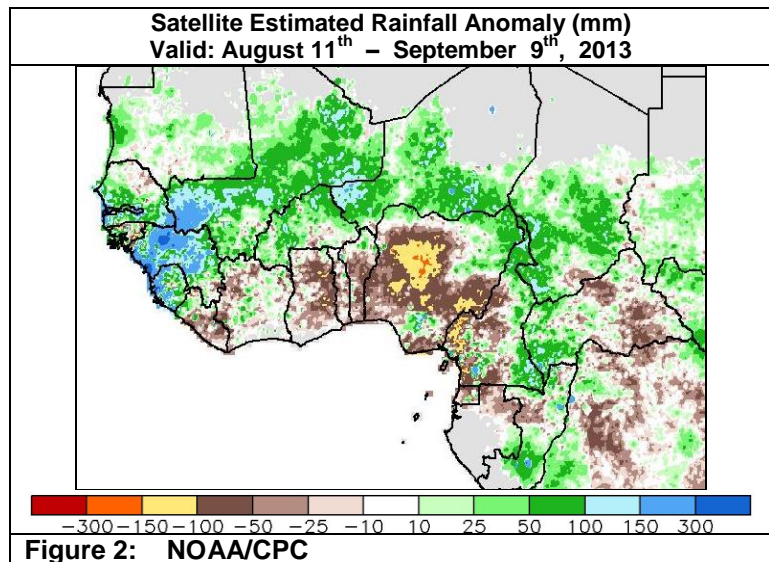 Satellite Estimated Rainfall Anomaly (mm)
Valid: August 11th – September 9th, 2013
−300 −150 −100 −50 −25 −10 10 25 50 100 150 300
Figure 2: NOAA/CPC